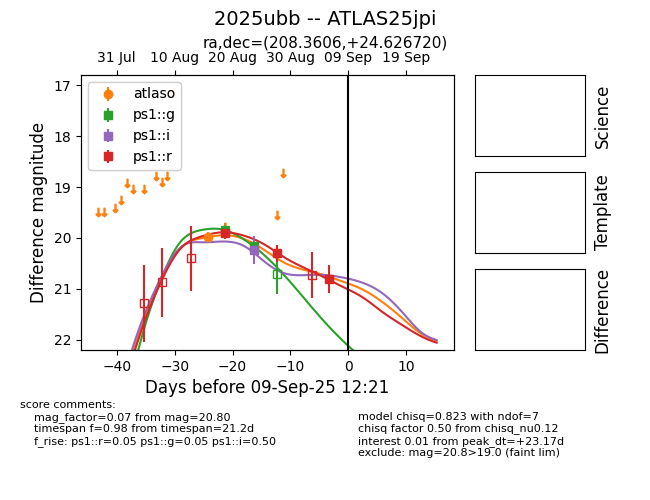 2025ubb -- ATLAS25jpi
ra,dec=(208.3606,+24.626720)
31 Jul 10 Aug 20 Aug 30 Aug 09 Sep 19 Sep
17
18
19
20
21
22
Difference magnitude
atlaso
ps1::g
ps1::i
ps1::r
−40 −30 −20 −10 0 10
Days before 09-Sep-25 12:21
Science
Template
Difference
score comments:
mag_factor=0.07 from mag=20.80
timespan f=0.98 from timespan=21.2d
f_rise: ps1::r=0.05 ps1::g=0.05 ps1::i=0.50
model chisq=0.823 with ndof=7
chisq factor 0.50 from chisq_nu0.12
interest 0.01 from peak_dt=+23.17d
exclude: mag=20.8>19.0 (faint lim)